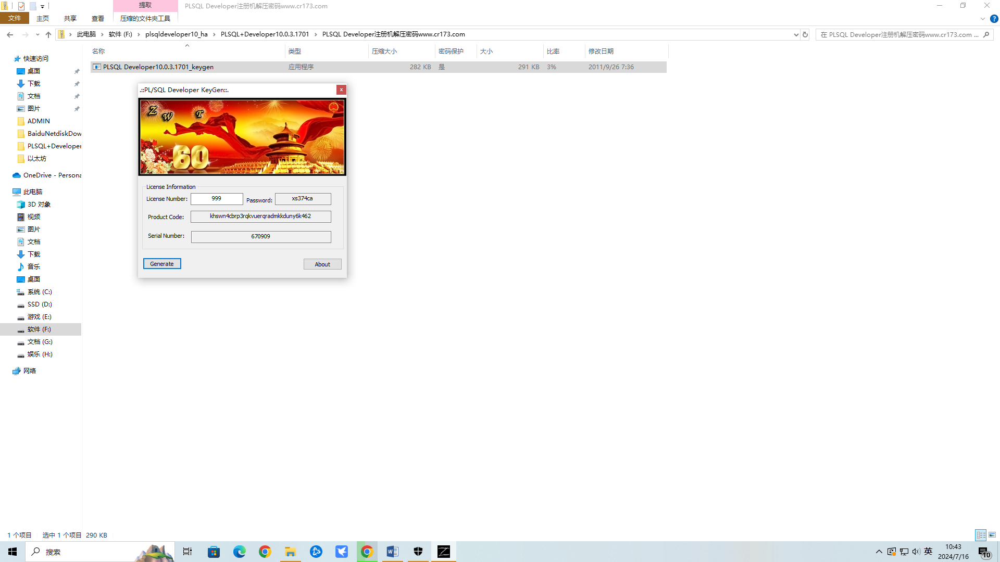 提取
PLSQL Developer注册机解压密码www.cr173.com
文件
主页
共享
查看
压缩的文件夹工具
此电脑
软件 (F:)
plsqldeveloper10_ha
PLSQL+Developer10.0.3.1701
PLSQL Developer注册机解压密码www.cr173.com
在 PLSQL Developer注册机解压密码www.cr173.com ...
名称
类型
压缩大小
密码保护
大小
比率
修改日期
PLSQL Developer10.0.3.1701_keygen
应用程序
282 KB
是
291 KB
3%
2011/9/26 7:36
快速访问
桌面
下载
文档
图片
ADMIN
BaiduNetdiskDow
PLSQL+Developer
以太坊
OneDrive - Persona
此电脑
3D 对象
视频
图片
文档
下载
音乐
桌面
系统 (C:)
SSD (D:)
游戏 (E:)
软件 (F:)
文档 (G:)
娱乐 (H:)
网络
.::PL/SQL Developer KeyGen::.
x
Z W T
60
License Information
License Number: 999
Password: xs374ca
Product Code: khswn4cbrp3rqkvuerqradmkkduny6k462
Serial Number: 670909
Generate
About
1 个项目
选中 1 个项目 290 KB
搜索
英
10:43
2024/7/16
10